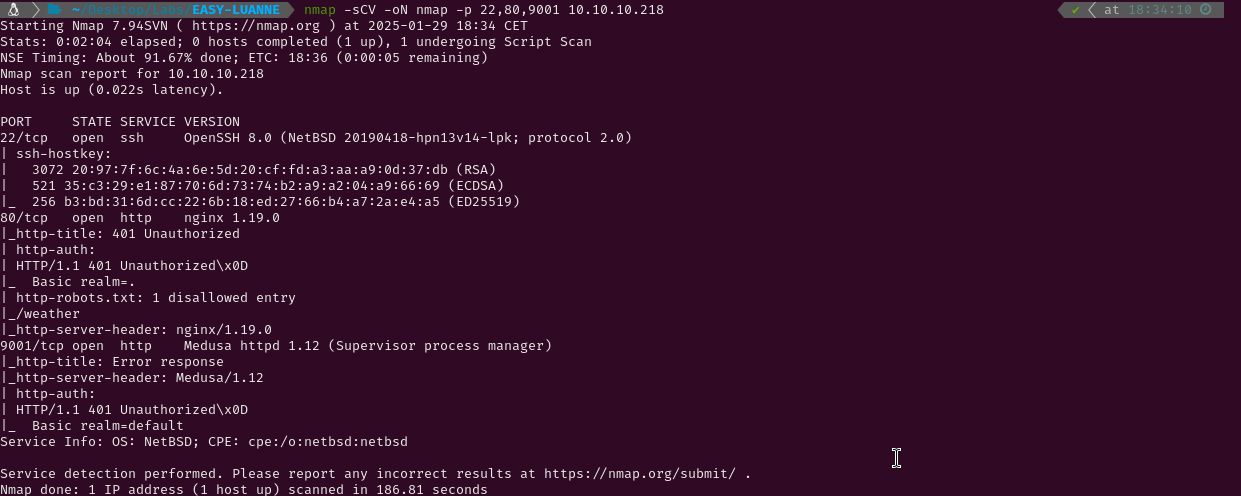 ~/Desktop/Labs/EASY-LUANNE nmap -sCV -oN nmap -p 22,80,9001 10.10.10.218 ✔ at 18:34:10
Starting Nmap 7.94SVN ( https://nmap.org ) at 2025-01-29 18:34 CET
Stats: 0:02:04 elapsed; 0 hosts completed (1 up), 1 undergoing Script Scan
NSE Timing: About 91.67% done; ETC: 18:36 (0:00:05 remaining)
Nmap scan report for 10.10.10.218
Host is up (0.022s latency).
PORT     STATE SERVICE VERSION
22/tcp   open  ssh     OpenSSH 8.0 (NetBSD 20190418-hpn13v14-lpk; protocol 2.0)
| ssh-hostkey:
|   3072 20:97:7f:6c:4a:6e:5d:20:cf:fd:a3:aa:a9:0d:37:db (RSA)
|   521 35:c3:29:e1:87:70:6d:73:74:b2:a9:a2:04:a9:66:69 (ECDSA)
|_  256 b3:bd:31:6d:cc:22:6b:18:ed:27:66:b4:a7:2a:e4:a5 (ED25519)
80/tcp   open  http    nginx 1.19.0
|_http-title: 401 Unauthorized
| http-auth:
| HTTP/1.1 401 Unauthorized\x0D
|_  Basic realm=.
| http-robots.txt: 1 disallowed entry
|_/weather
|_http-server-header: nginx/1.19.0
9001/tcp open  http    Medusa httpd 1.12 (Supervisor process manager)
|_http-title: Error response
|_http-server-header: Medusa/1.12
| http-auth:
| HTTP/1.1 401 Unauthorized\x0D
|_  Basic realm=default
Service Info: OS: NetBSD; CPE: cpe:/o:netbsd:netbsd
Service detection performed. Please report any incorrect results at https://nmap.org/submit/ .
Nmap done: 1 IP address (1 host up) scanned in 186.81 seconds